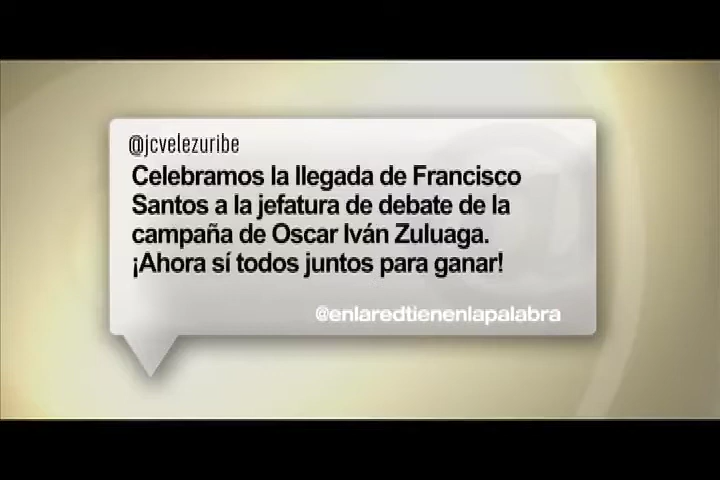 @jcvelezuribe
Celebramos la llegada de Francisco
Santos a la jefatura de debate de la
campaña de Oscar Iván Zuluaga.
¡Ahora sí todos juntos para ganar!
@enlaredtienenlapalabra